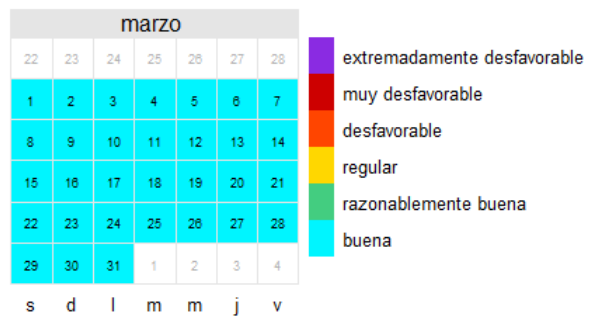 marzo
22 23 24 25 26 27 28
1 2 3 4 5 6 7
8 9 10 11 12 13 14
15 16 17 18 19 20 21
22 23 24 25 26 27 28
29 30 31 1 2 3 4
s d l m m j v
extremadamente desfavorable
muy desfavorable
desfavorable
regular
razonablemente buena
buena